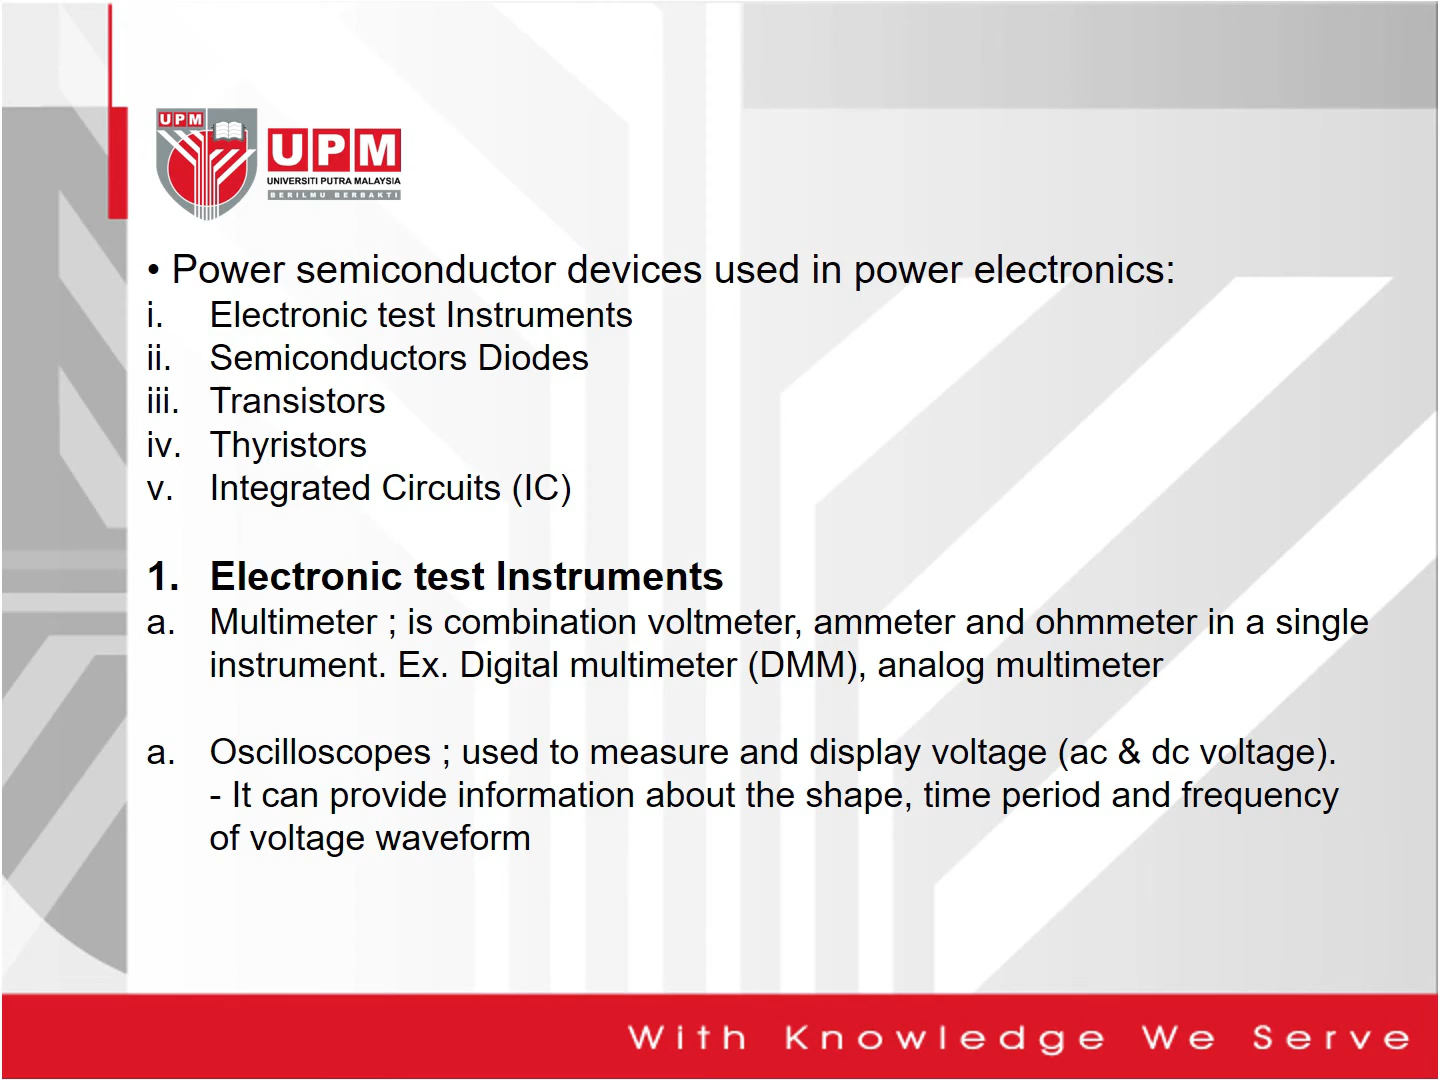 UPM
UPM
UNIVERSITI PUTRA MALAYSIA
BERILMU BERBAKTI
• Power semiconductor devices used in power electronics:
i. Electronic test Instruments
ii. Semiconductors Diodes
iii. Transistors
iv. Thyristors
v. Integrated Circuits (IC)
1. Electronic test Instruments
a. Multimeter ; is combination voltmeter, ammeter and ohmmeter in a single
instrument. Ex. Digital multimeter (DMM), analog multimeter
a. Oscilloscopes ; used to measure and display voltage (ac & dc voltage).
- It can provide information about the shape, time period and frequency
of voltage waveform
With Knowledge We Serve